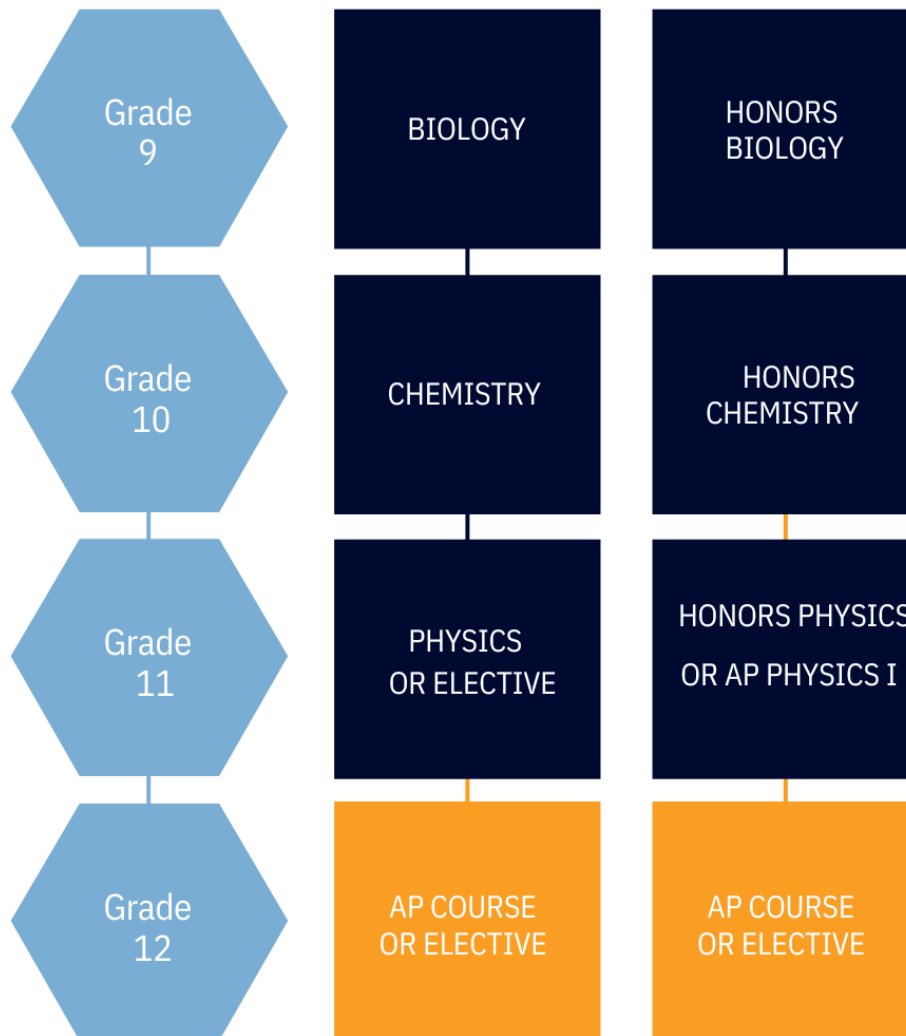 Grade
9
BIOLOGY
HONORS
BIOLOGY
Grade
10
CHEMISTRY
HONORS
CHEMISTRY
Grade
11
PHYSICS
OR ELECTIVE
HONORS PHYSICS
OR AP PHYSICS I
Grade
12
AP COURSE
OR ELECTIVE
AP COURSE
OR ELECTIVE